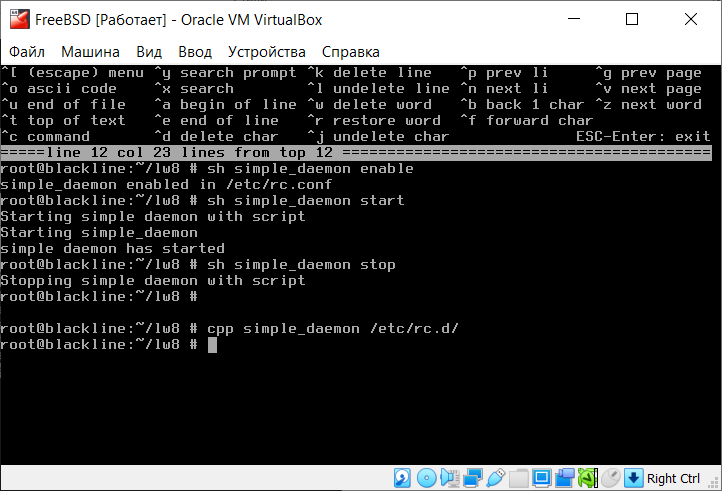 FreeBSD [Работает] - Oracle VM VirtualBox
Файл Машина Вид Ввод Устройства Справка
^[ (escape) menu ^y search prompt ^k delete line ^p prev li ^g prev page
^o ascii code ^x search ^l undelete line ^n next li ^v next page
^u end of file ^a begin of line ^w delete word ^b back 1 char ^z next word
^t top of text ^e end of line ^r restore word ^f forward char
^c command ^d delete char ^j undelete char ESC-Enter: exit
=====line 12 col 23 lines from top 12 =========================================
root@blackline:~/lw8 # sh simple_daemon enable
simple_daemon enabled in /etc/rc.conf
root@blackline:~/lw8 # sh simple_daemon start
Starting simple daemon with script
Starting simple_daemon
simple daemon has started
root@blackline:~/lw8 # sh simple_daemon stop
Stopping simple daemon with script
root@blackline:~/lw8 #
root@blackline:~/lw8 # cpp simple_daemon /etc/rc.d/
root@blackline:~/lw8 #
Right Ctrl